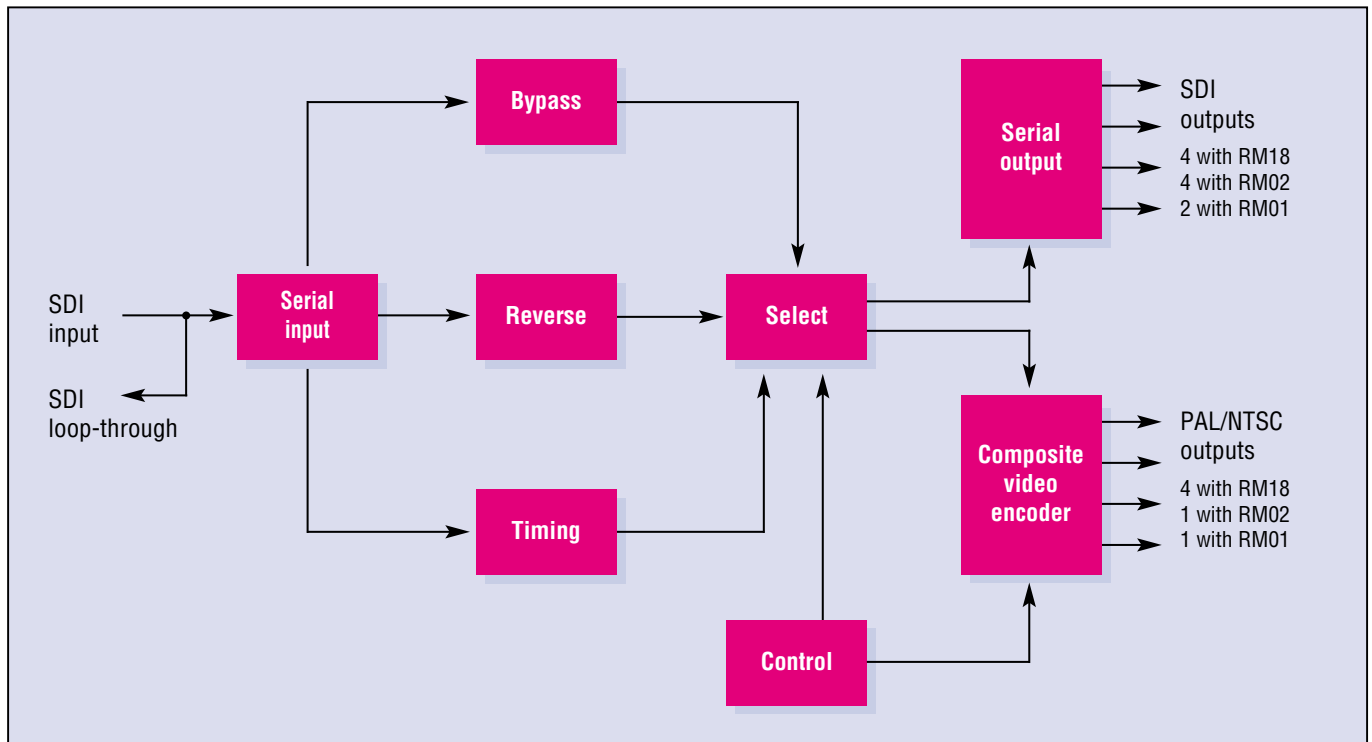 Bypass
Serial
output
SDI
outputs
4 with RM18
4 with RM02
2 with RM01
SDI
input
Serial
input
Reverse
Select
SDI
loop-through
Timing
Composite
video
encoder
PAL/NTSC
outputs
4 with RM18
1 with RM02
1 with RM01
Control